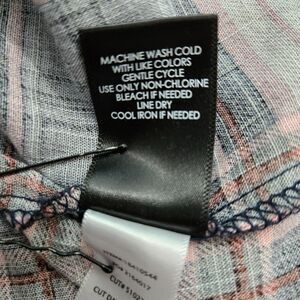 MACHINE WASH COLD
WITH LIKE COLORS
GENTLE CYCLE
USE ONLY NON-CHLORINE
BLEACH IF NEEDED
LINE DRY
COOL IRON IF NEEDED
CUT#